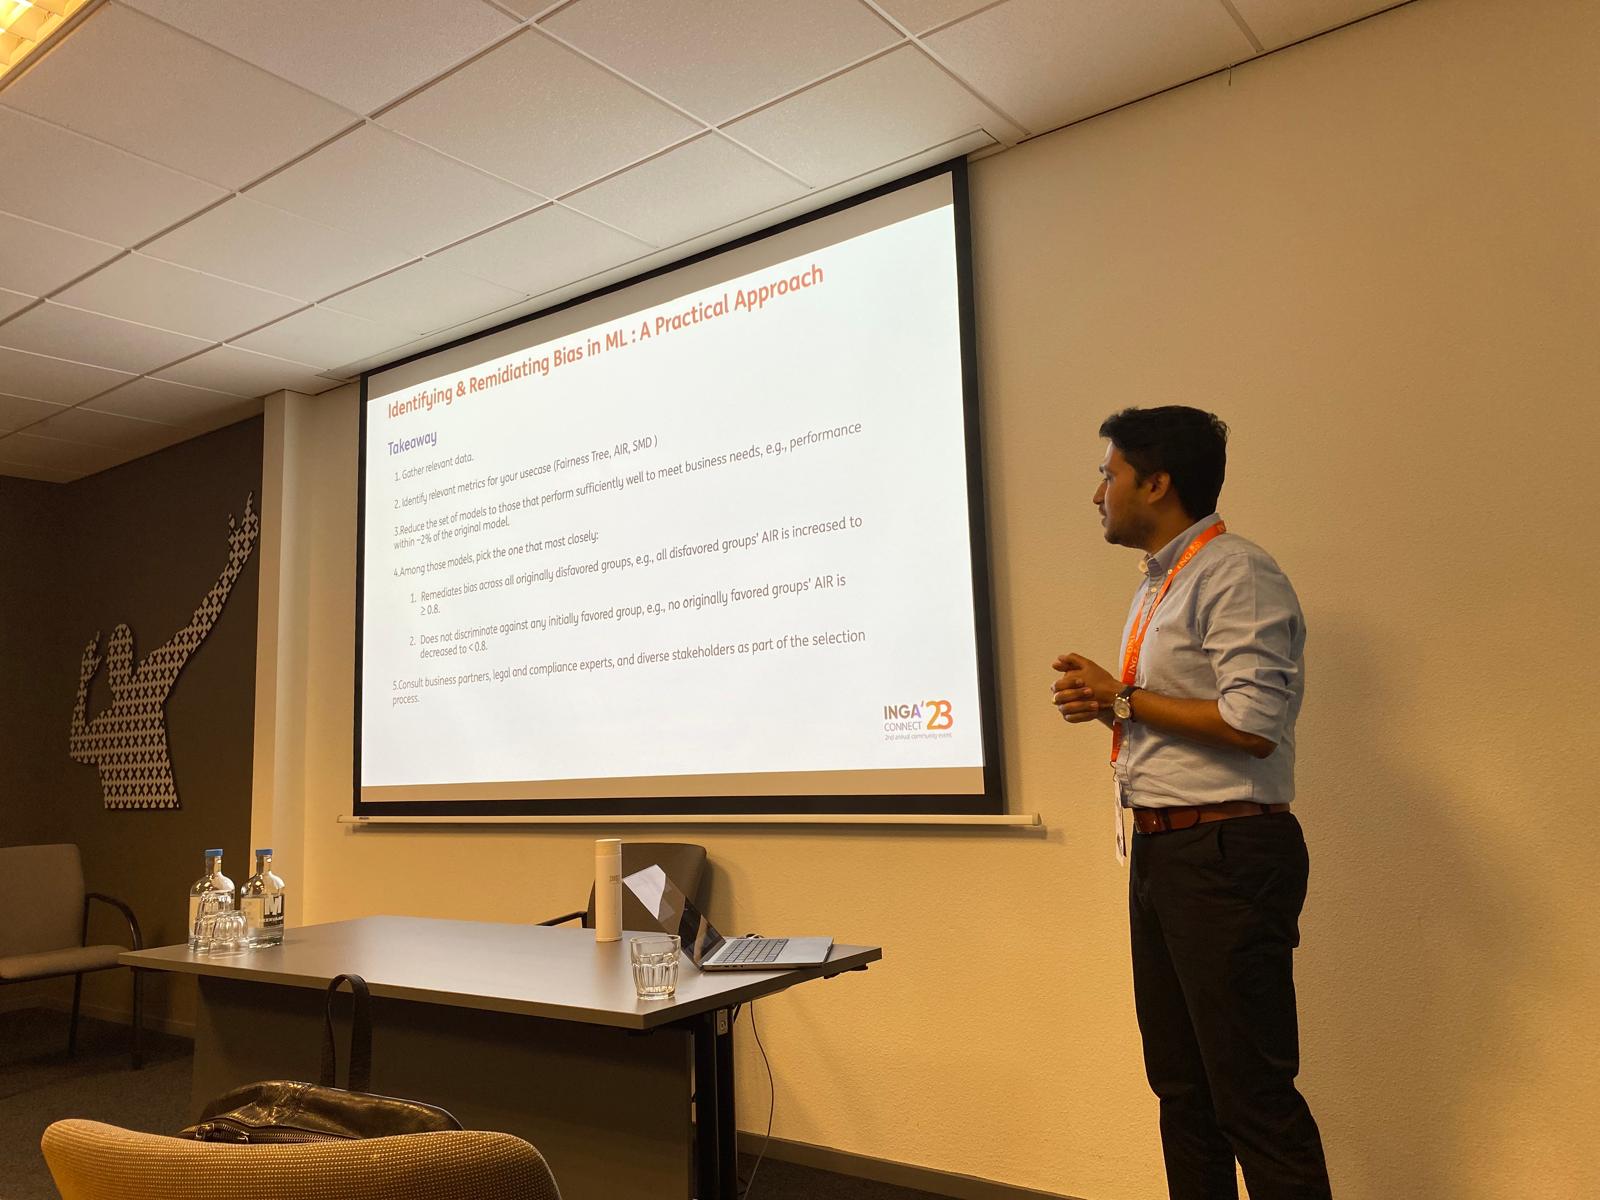 Identifying & Remidiating Bias in ML : A Practical Approach
Takeaway
1. Gather relevant data.
2. Identify relevant metrics for your usecase (Fairness Tree, AIR, SMD )
3.Reduce the set of models to those that perform sufficiently well to meet business needs, e.g., performance
within ~2% of the original model.
4.Among those models, pick the one that most closely:
1. Remediates bias across all originally disfavored groups, e.g., all disfavored groups' AIR is increased to
≥ 0.8.
2. Does not discriminate against any initially favored group, e.g., no originally favored groups' AIR is
decreased to < 0.8.
5.Consult business partners, legal and compliance experts, and diverse stakeholders as part of the selection
process.
INGA'23
CONNECT
2nd annual community event
ING
ING